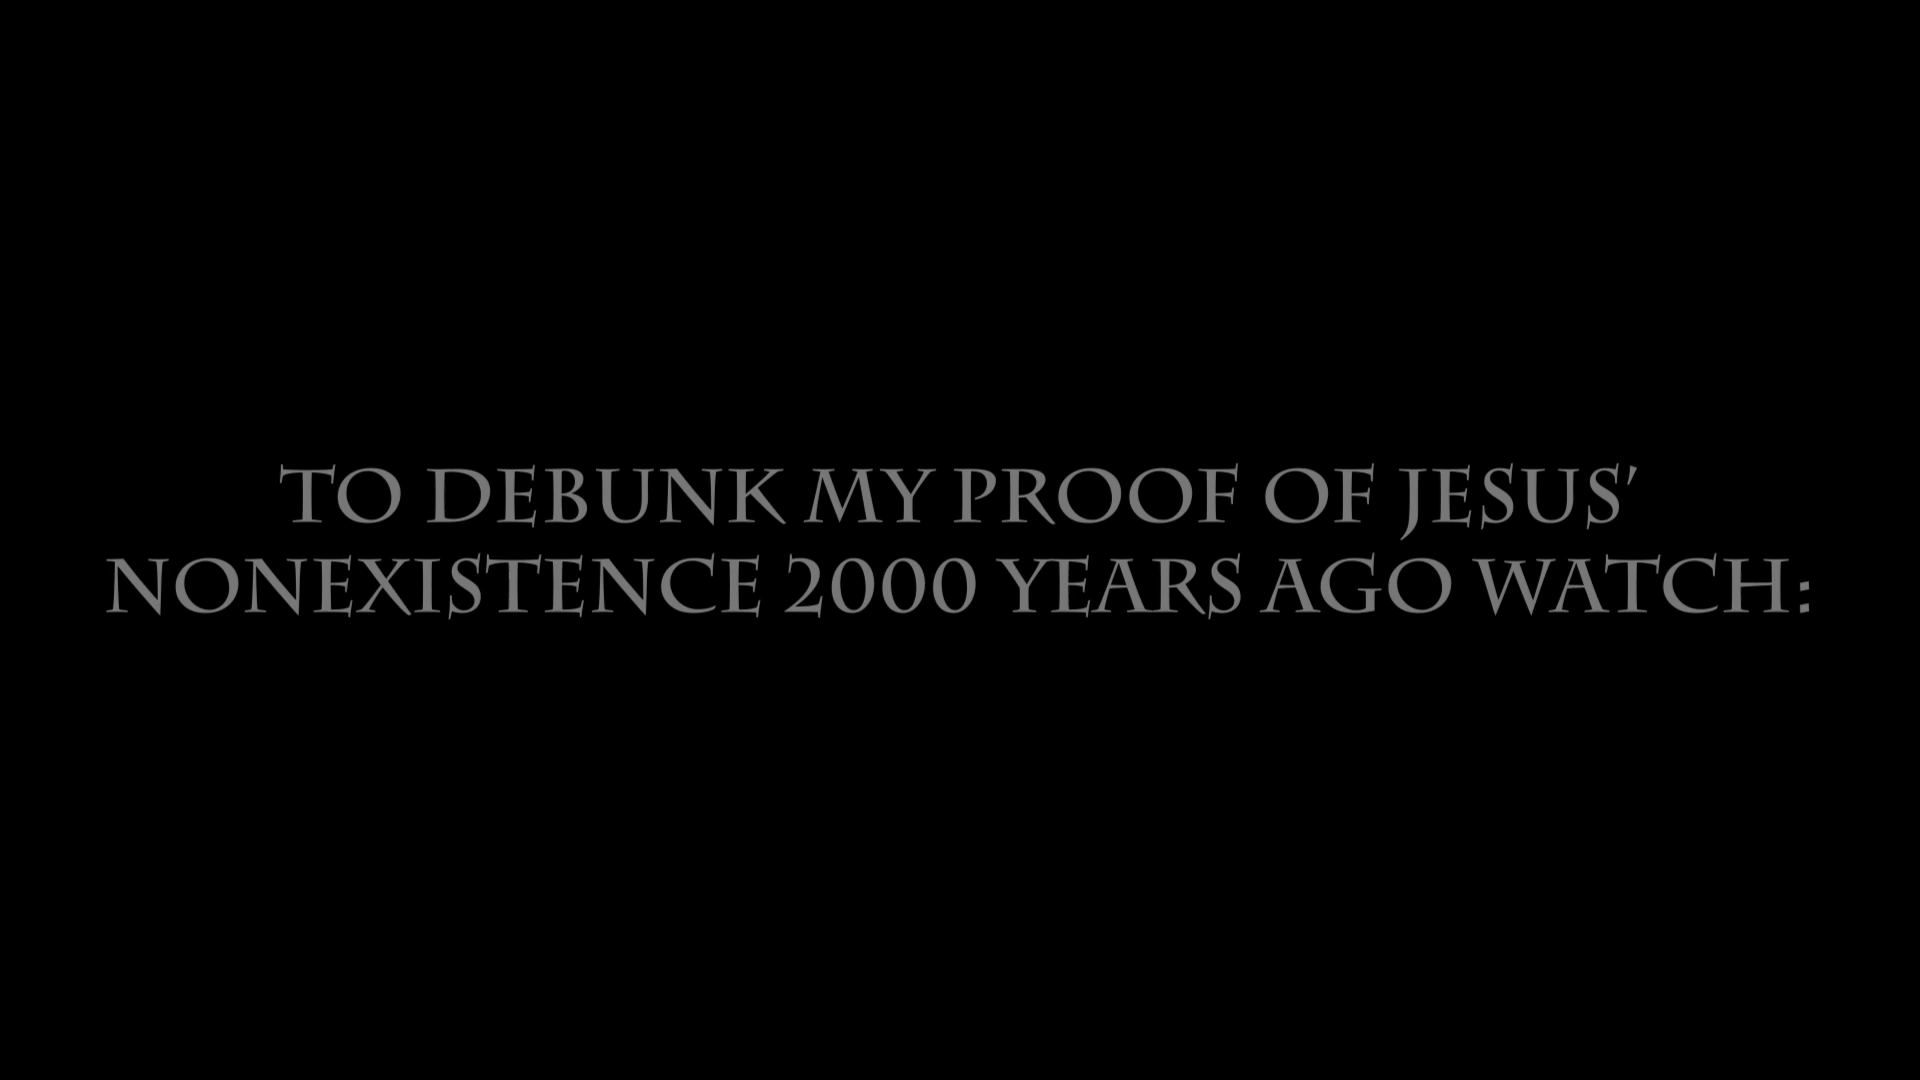 TO DEBUNK MY PROOF OF JESUS'
NONEXISTENCE 2000 YEARS AGO WATCH: